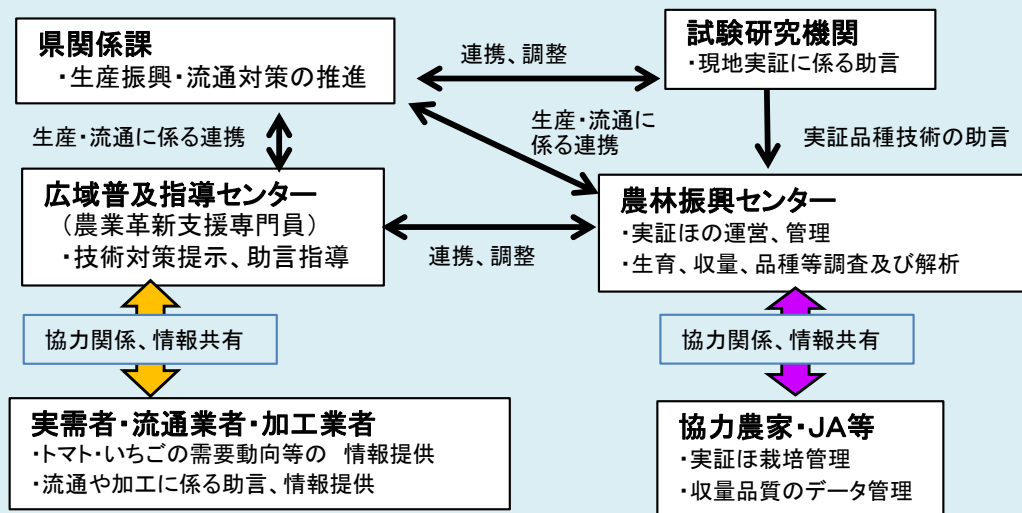 県関係課
・生産振興・流通対策の推進
連携、調整
試験研究機関
・現地実証に係る助言
生産・流通に係る連携
生産・流通に
係る連携
実証品種技術の助言
広域普及指導センター
（農業革新支援専門員）
・技術対策提示、助言指導
連携、調整
農林振興センター
・実証ほの運営、管理
・生育、収量、品種等調査及び解析
協力関係、情報共有
協力関係、情報共有
実需者・流通業者・加工業者
・トマト・いちごの需要動向等の 情報提供
・流通や加工に係る助言、情報提供
協力農家・JA等
・実証ほ栽培管理
・収量品質のデータ管理